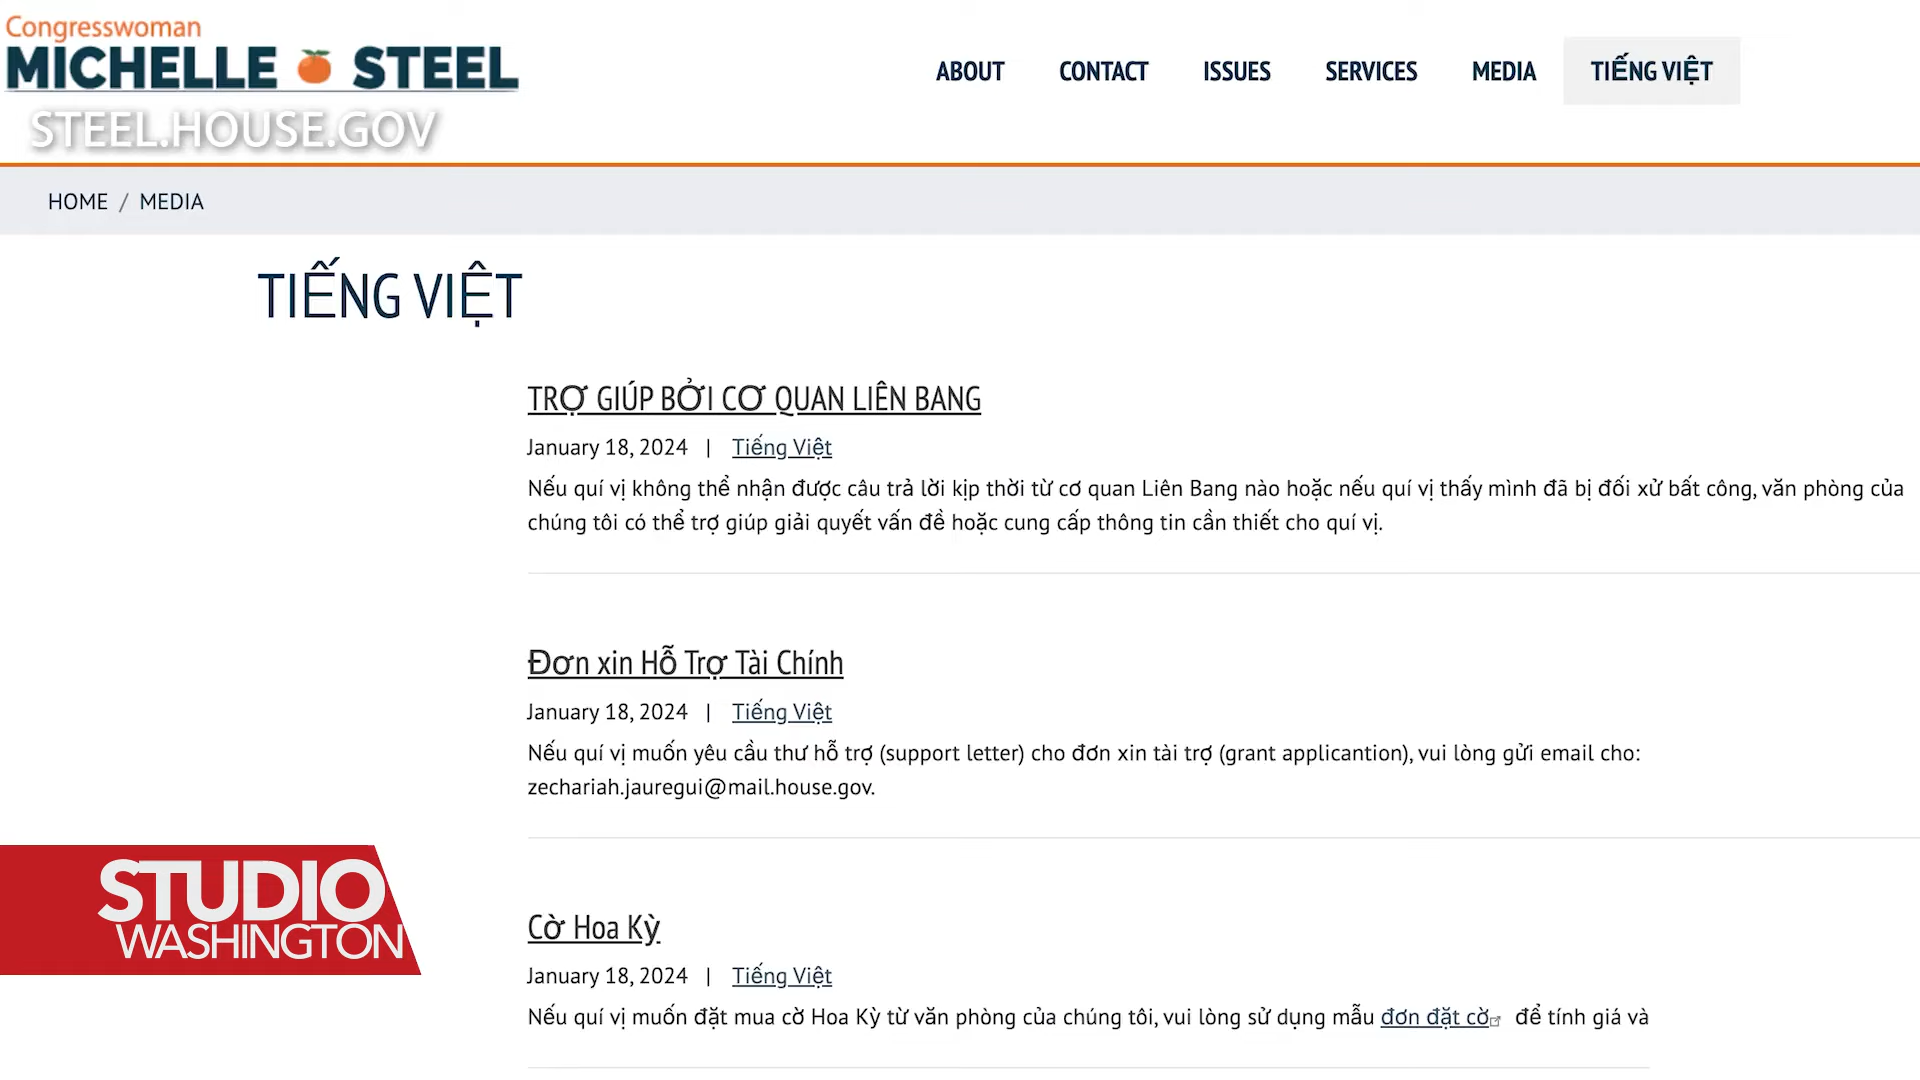 Congresswoman
MICHELLE STEEL
STEEL.HOUSE.GOV
ABOUT CONTACT ISSUES SERVICES MEDIA TIẾNG VIỆT
HOME / MEDIA
TIẾNG VIỆT
TRỢ GIÚP BỞI CƠ QUAN LIÊN BANG
January 18, 2024 | Tiếng Việt
Nếu quí vị không thể nhận được câu trả lời kịp thời từ cơ quan Liên Bang nào hoặc nếu quí vị thấy mình đã bị đối xử bất công, văn phòng của
chúng tôi có thể trợ giúp giải quyết vấn đề hoặc cung cấp thông tin cần thiết cho quí vị.
Đơn xin Hỗ Trợ Tài Chính
January 18, 2024 | Tiếng Việt
Nếu quí vị muốn yêu cầu thư hỗ trợ (support letter) cho đơn xin tài trợ (grant applicantion), vui lòng gửi email cho:
zechariah.jauregui@mail.house.gov.
Cờ Hoa Kỳ
January 18, 2024 | Tiếng Việt
Nếu quí vị muốn đặt mua cờ Hoa Kỳ từ văn phòng của chúng tôi, vui lòng sử dụng mẫu đơn đặt cờ để tính giá và
STUDIO
WASHINGTON